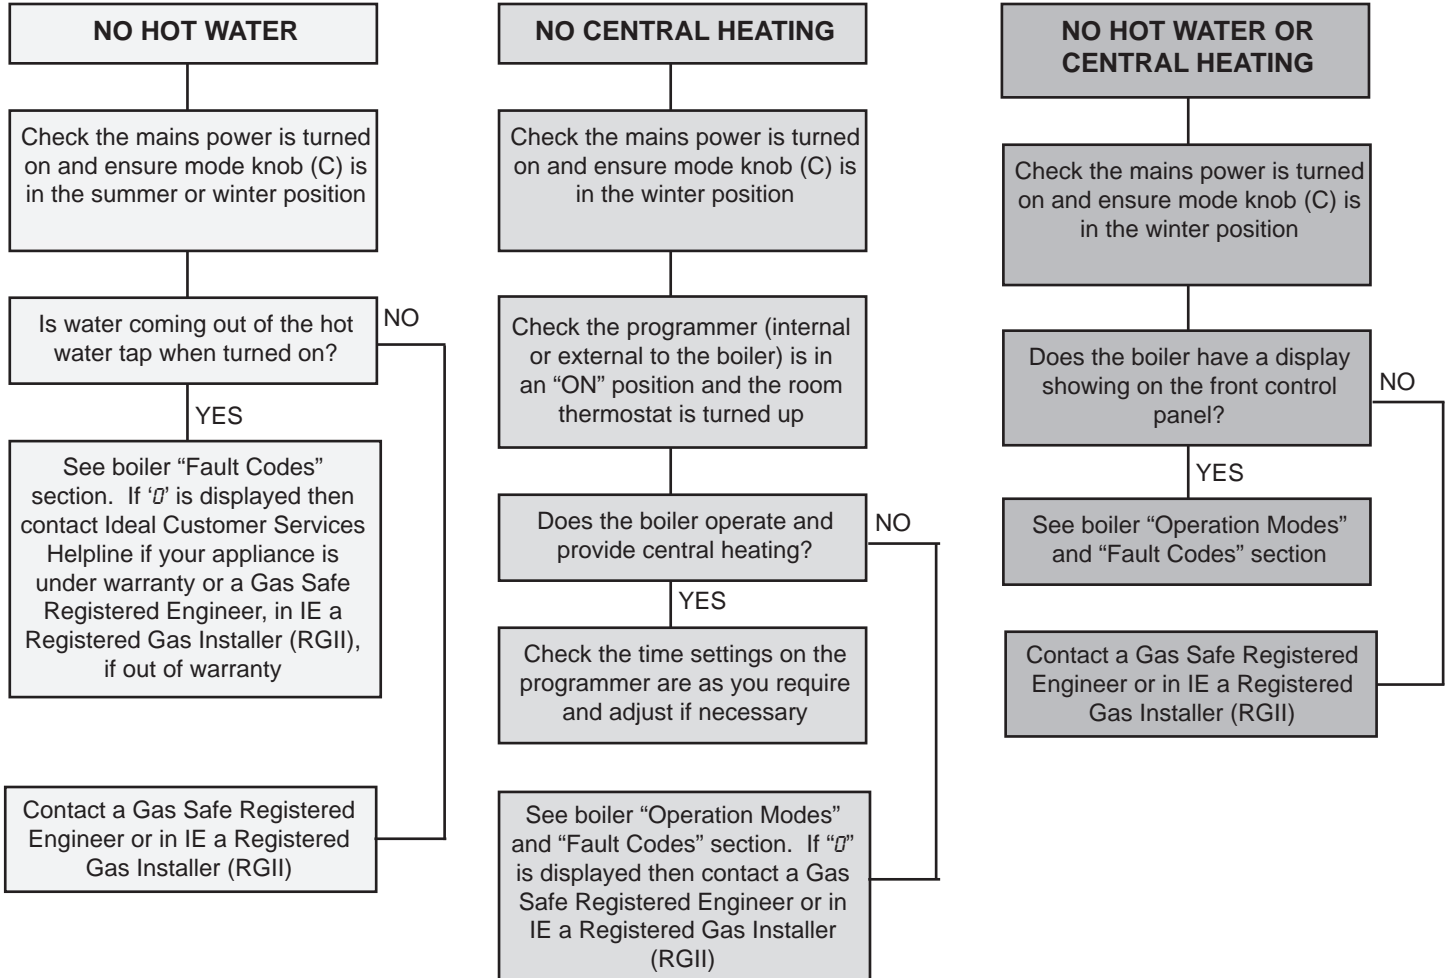 NO HOT WATER
Check the mains power is turned
on and ensure mode knob (C) is
in the summer or winter position
Is water coming out of the hot
water tap when turned on?
NO
YES
See boiler “Fault Codes”
section. If ‘0’ is displayed then
contact Ideal Customer Services
Helpline if your appliance is
under warranty or a Gas Safe
Registered Engineer, in IE a
Registered Gas Installer (RGII),
if out of warranty
Contact a Gas Safe Registered
Engineer or in IE a Registered
Gas Installer (RGII)
NO CENTRAL HEATING
Check the mains power is turned
on and ensure mode knob (C) is
in the winter position
Check the programmer (internal
or external to the boiler) is in
an “ON” position and the room
thermostat is turned up
Does the boiler operate and
provide central heating?
NO
YES
Check the time settings on the
programmer are as you require
and adjust if necessary
See boiler “Operation Modes”
and “Fault Codes” section. If “0”
is displayed then contact a Gas
Safe Registered Engineer or in
IE a Registered Gas Installer
(RGII)
NO HOT WATER OR
CENTRAL HEATING
Check the mains power is turned
on and ensure mode knob (C) is
in the winter position
Does the boiler have a display
showing on the front control
panel?
NO
YES
See boiler “Operation Modes”
and “Fault Codes” section
Contact a Gas Safe Registered
Engineer or in IE a Registered
Gas Installer (RGII)